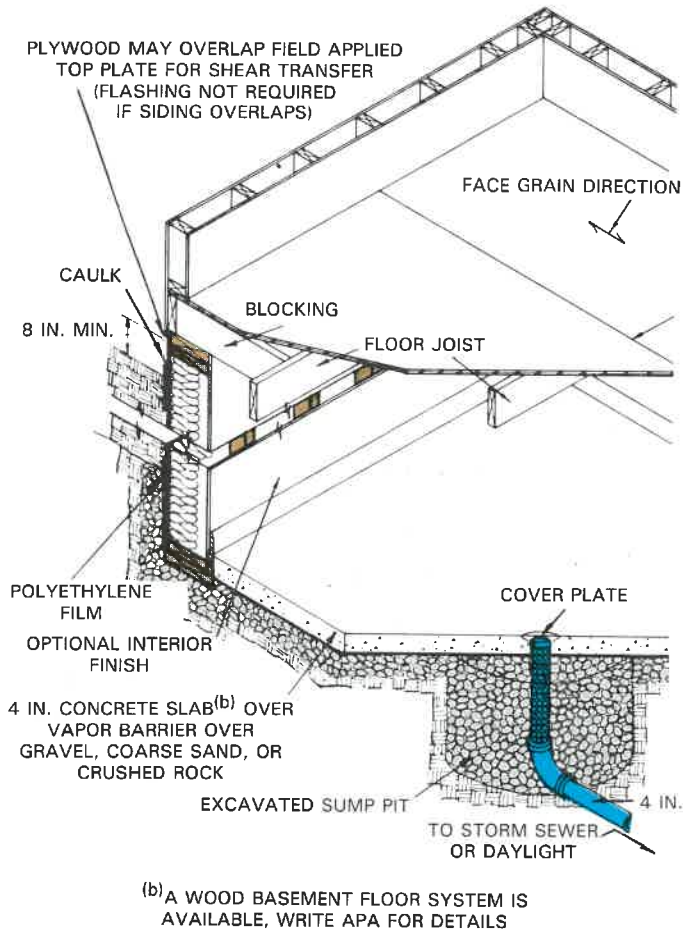 PLYWOOD MAY OVERLAP FIELD APPLIED
TOP PLATE FOR SHEAR TRANSFER
(FLASHING NOT REQUIRED
IF SIDING OVERLAPS)
FACE GRAIN DIRECTION
CAULK
BLOCKING
8 IN. MIN.
FLOOR JOIST
POLYETHYLENE
FILM
COVER PLATE
OPTIONAL INTERIOR
FINISH
4 IN. CONCRETE SLAB(b) OVER
VAPOR BARRIER OVER
GRAVEL, COARSE SAND, OR
CRUSHED ROCK
EXCAVATED SUMP PIT
4 IN.
TO STORM SEWER
OR DAYLIGHT
(b)A WOOD BASEMENT FLOOR SYSTEM IS
AVAILABLE, WRITE APA FOR DETAILS